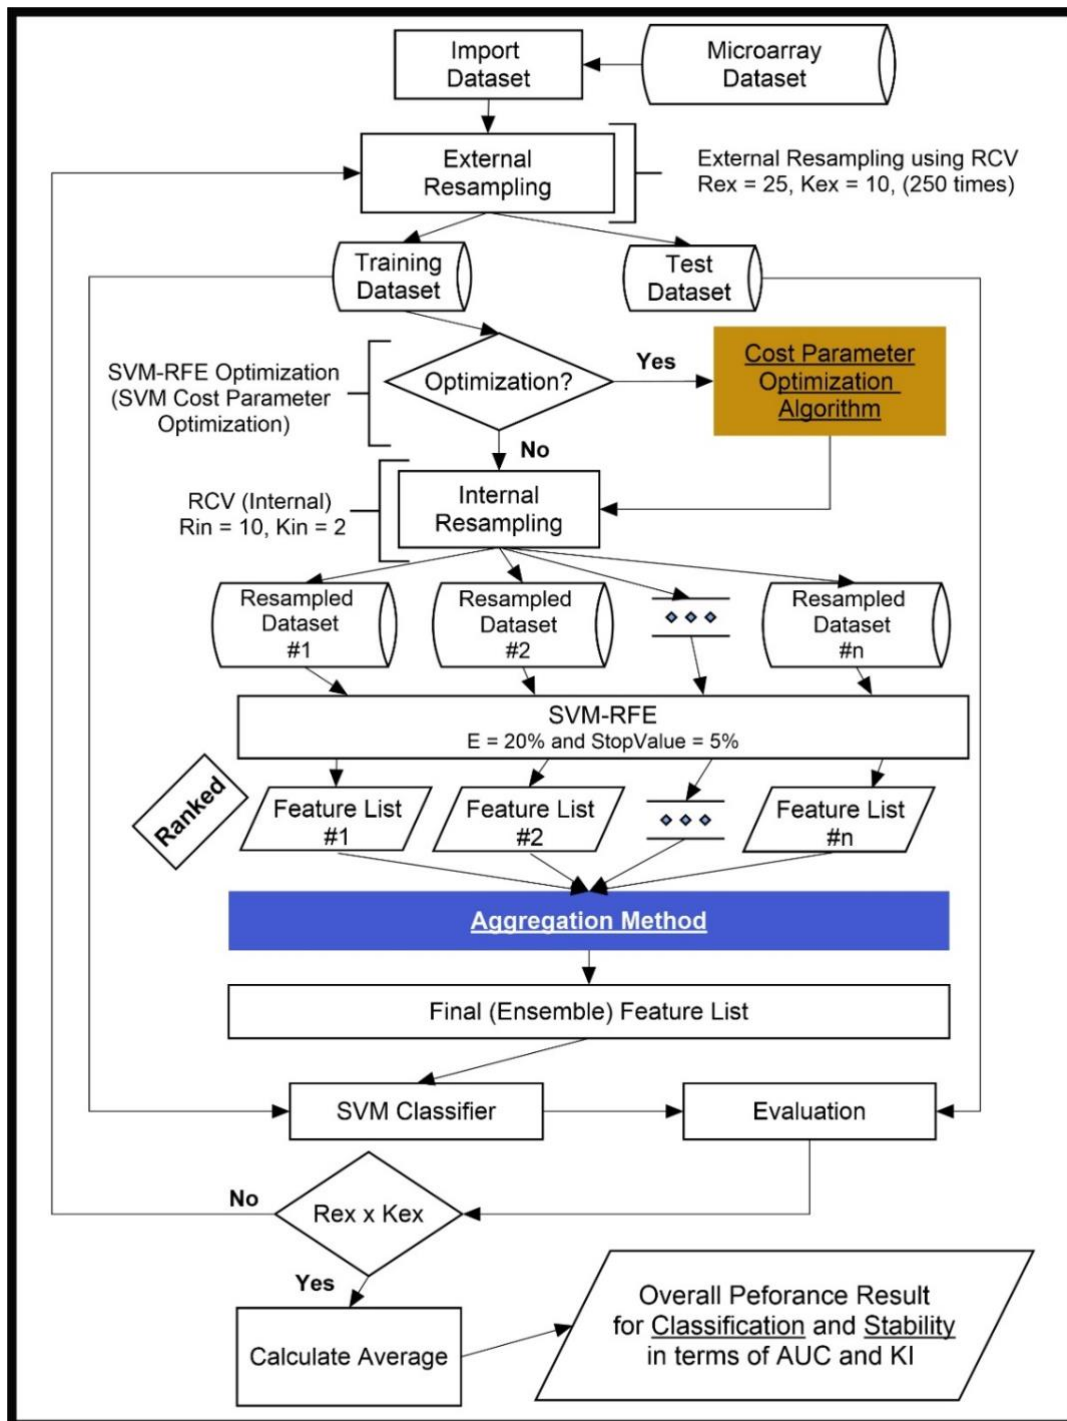 Import
Dataset
Microarray
Dataset
External
Resampling
External Resampling using RCV
Rex = 25, Kex = 10, (250 times)
Training
Dataset
Test
Dataset
SVM-RFE Optimization
(SVM Cost Parameter
Optimization)
Optimization?
Yes
Cost Parameter
Optimization
Algorithm
No
RCV (Internal)
Rin = 10, Kin = 2
Internal
Resampling
Resampled
Dataset
#1
Resampled
Dataset
#2
Resampled
Dataset
#n
SVM-RFE
E = 20% and StopValue = 5%
Ranked
Feature List
#1
Feature List
#2
Feature List
#n
Aggregation Method
Final (Ensemble) Feature List
SVM Classifier
Evaluation
No
Rex x Kex
Yes
Calculate Average
Overall Peforance Result
for Classification and Stability
in terms of AUC and KI